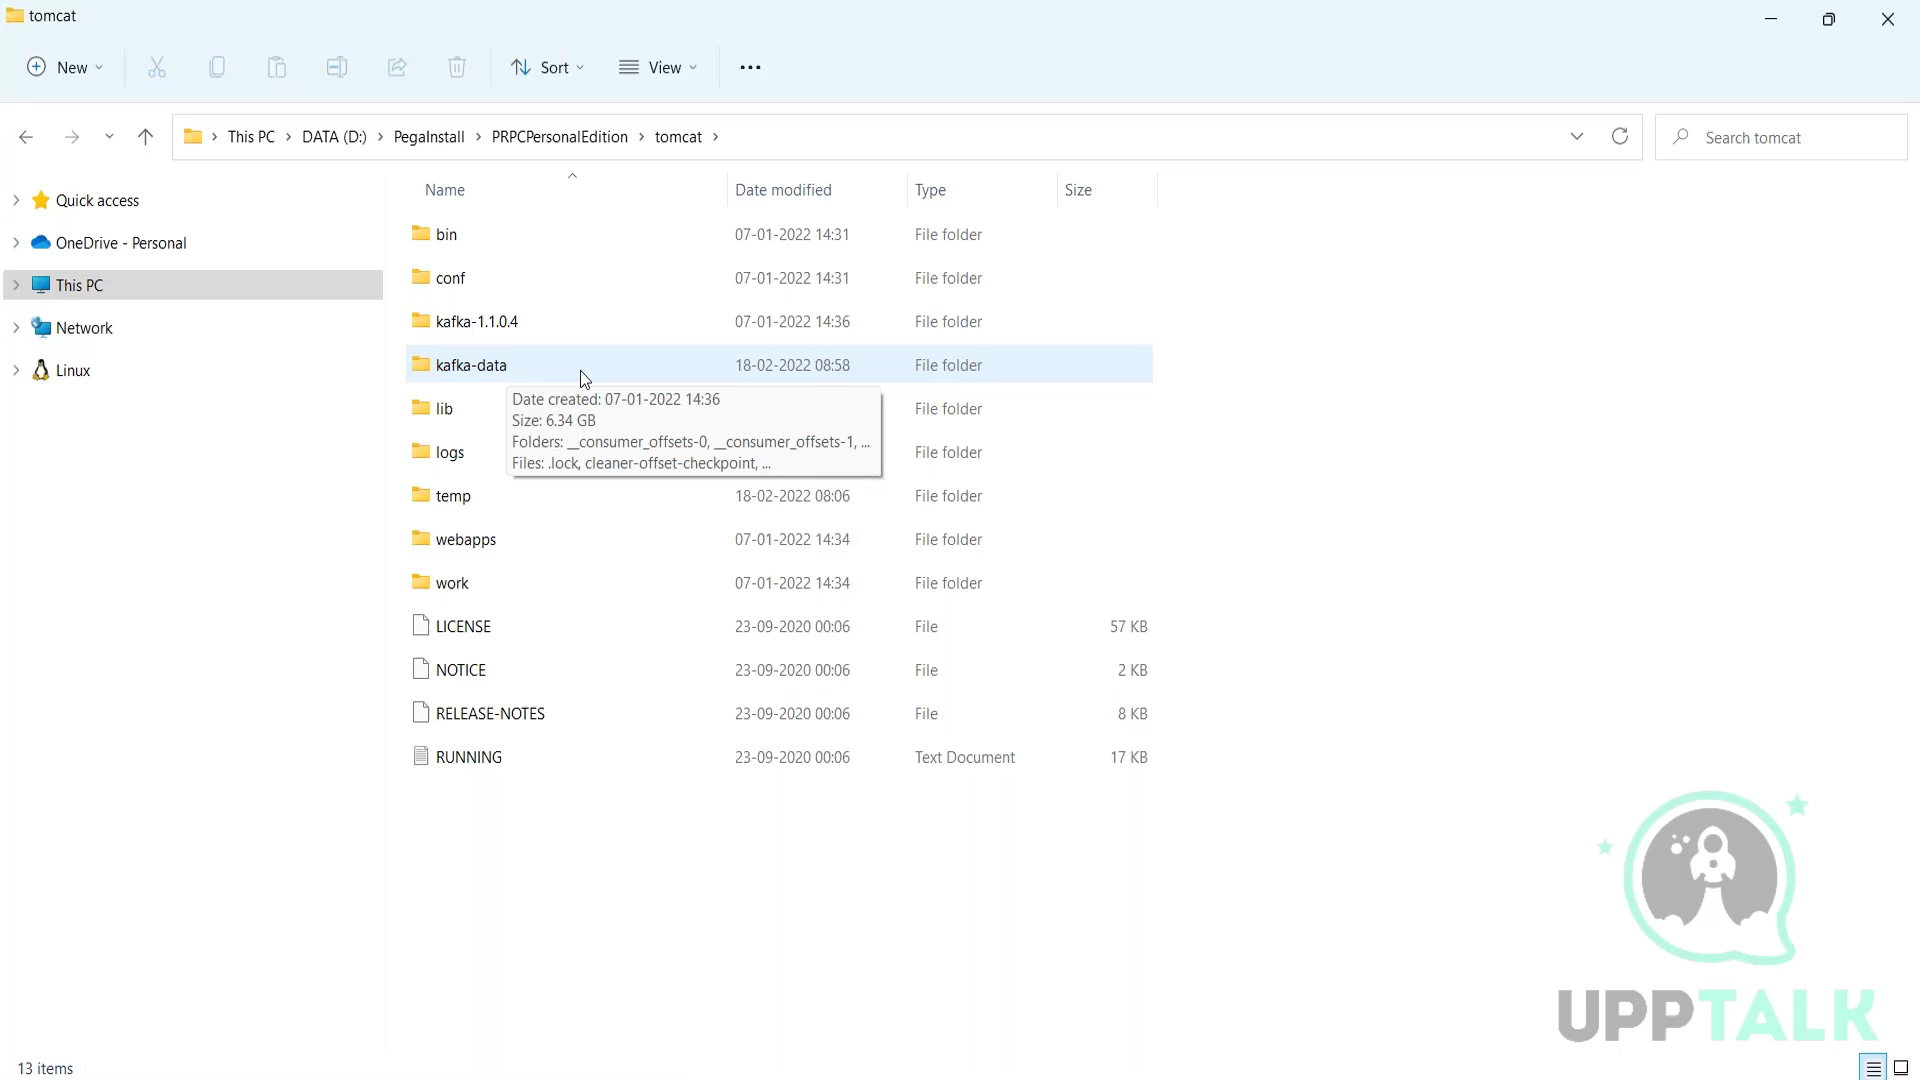 tomcat
New
Sort
View
This PC > DATA (D:) > PegaInstall > PRPCPersonalEdition > tomcat >
Search tomcat
Quick access
OneDrive - Personal
This PC
Network
Linux
Name Date modified Type Size
bin 07-01-2022 14:31 File folder
conf 07-01-2022 14:31 File folder
kafka-1.1.0.4 07-01-2022 14:36 File folder
kafka-data 18-02-2022 08:58 File folder
Date created: 07-01-2022 14:36
Size: 6.34 GB
Folders: __consumer_offsets-0, __consumer_offsets-1, ...
Files: .lock, cleaner-offset-checkpoint, ...
lib File folder
logs File folder
temp 18-02-2022 08:06 File folder
webapps 07-01-2022 14:34 File folder
work 07-01-2022 14:34 File folder
LICENSE 23-09-2020 00:06 File 57 KB
NOTICE 23-09-2020 00:06 File 2 KB
RELEASE-NOTES 23-09-2020 00:06 File 8 KB
RUNNING 23-09-2020 00:06 Text Document 17 KB
UPPTALK
13 items